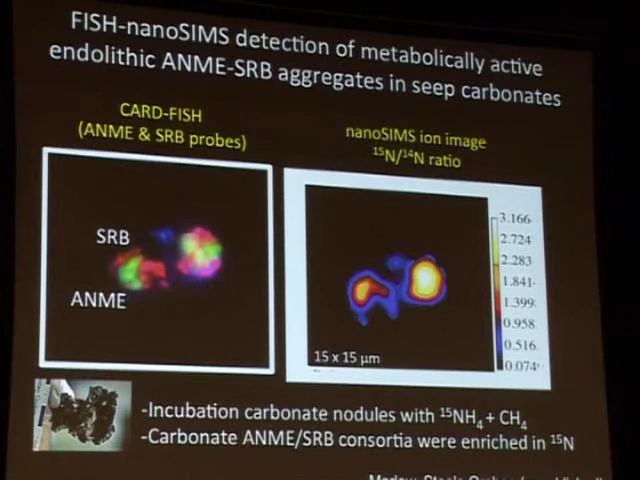 FISH-nanoSIMS detection of metabolically active
endolithic ANME-SRB aggregates in seep carbonates
CARD-FISH
(ANME & SRB probes)
nanoSIMS ion image
¹⁵N/¹⁴N ratio
SRB
ANME
3.166
2.724
2.283
1.841
1.399
0.958
0.516
0.074
15 x 15 µm
-Incubation carbonate nodules with ¹⁵NH₄ + CH₄
-Carbonate ANME/SRB consortia were enriched in ¹⁵N